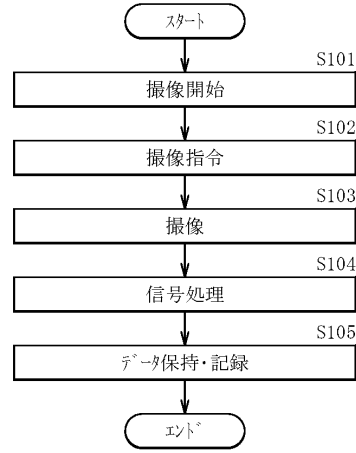 スタート
S101
撮像開始
S102
撮像指令
S103
撮像
S104
信号処理
S105
データ保持・記録
エンド